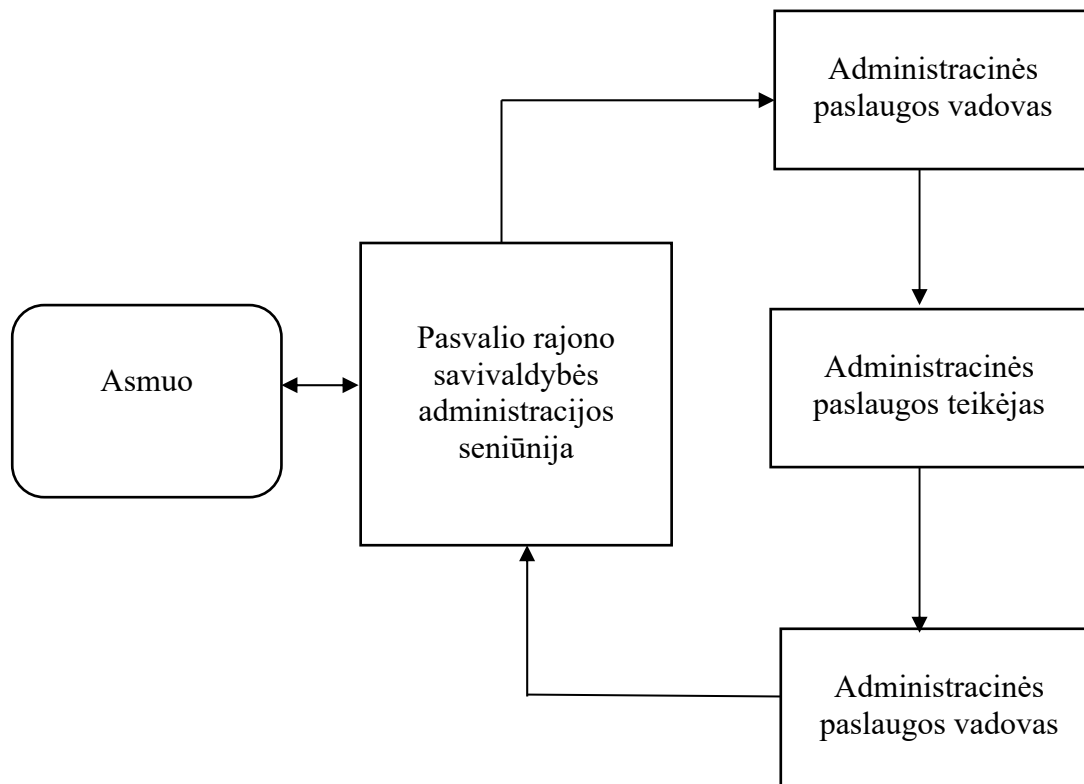 Administracinės
paslaugos vadovas
Asmuo
Pasvalio rajono
savivaldybės
administracijos
seniūnija
Administracinės
paslaugos teikėjas
Administracinės
paslaugos vadovas